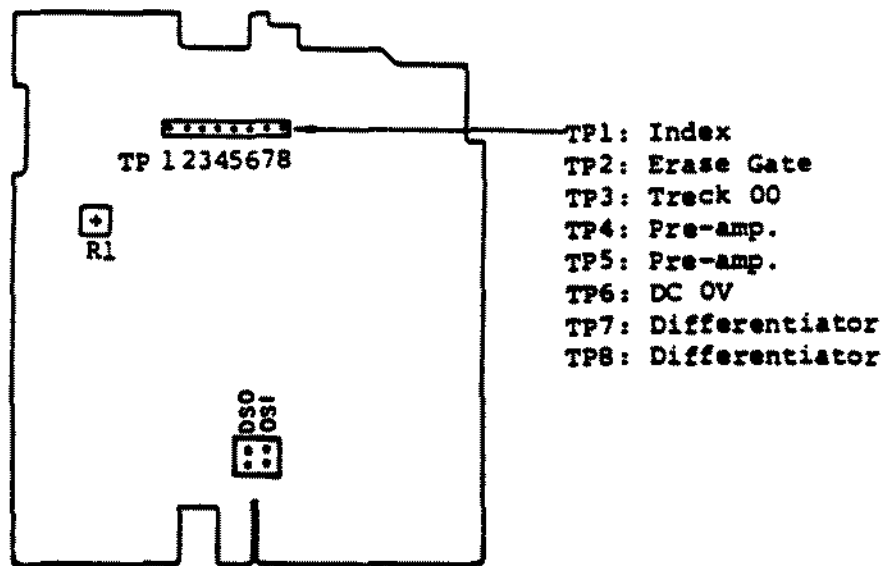 TP 12345678
TP1: Index
TP2: Erase Gate
TP3: Treck 00
TP4: Pre-amp.
TP5: Pre-amp.
TP6: DC 0V
TP7: Differentiator
TP8: Differentiator
R1
DS0
DS1